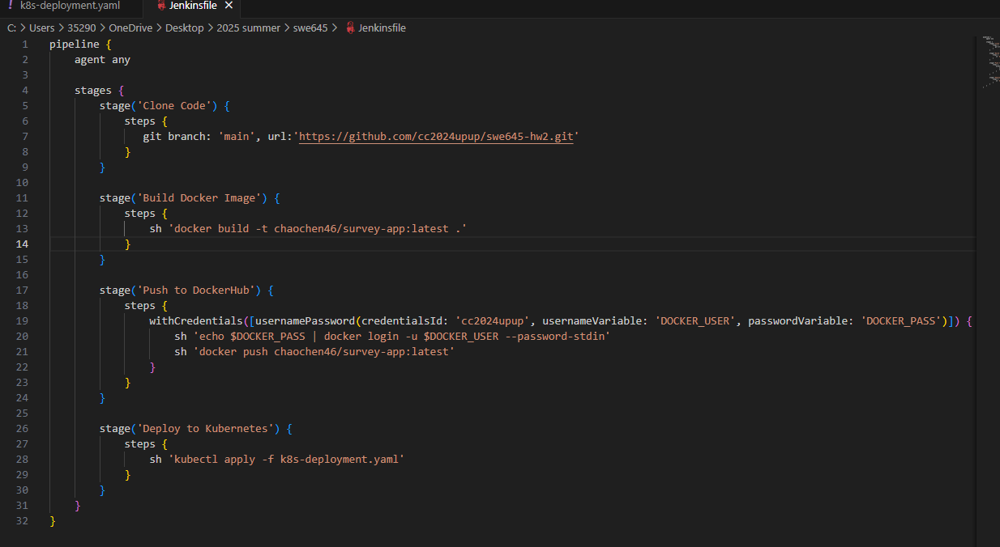 ! k8s-deployment.yaml Jenkinsfile ×
C: > Users > 35290 > OneDrive > Desktop > 2025 summer > swe645 > Jenkinsfile
1 pipeline {
2     agent any
3
4     stages {
5         stage('Clone Code') {
6             steps {
7                git branch: 'main', url:'https://github.com/cc2024upup/swe645-hw2.git'
8             }
9         }
10
11         stage('Build Docker Image') {
12             steps {
13                 sh 'docker build -t chaochen46/survey-app:latest .'
14             }
15         }
16
17         stage('Push to DockerHub') {
18             steps {
19                 withCredentials([usernamePassword(credentialsId: 'cc2024upup', usernameVariable: 'DOCKER_USER', passwordVariable: 'DOCKER_PASS')]) {
20                     sh 'echo $DOCKER_PASS | docker login -u $DOCKER_USER --password-stdin'
21                     sh 'docker push chaochen46/survey-app:latest'
22                 }
23             }
24         }
25
26         stage('Deploy to Kubernetes') {
27             steps {
28                 sh 'kubectl apply -f k8s-deployment.yaml'
29             }
30         }
31     }
32 }